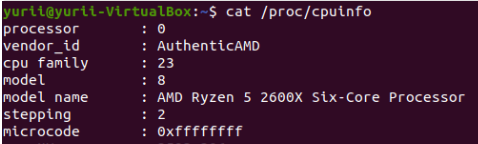 yurii@yurii-VirtualBox:~$ cat /proc/cpuinfo
processor : 0
vendor_id : AuthenticAMD
cpu family : 23
model : 8
model name : AMD Ryzen 5 2600X Six-Core Processor
stepping : 2
microcode : 0xffffffff